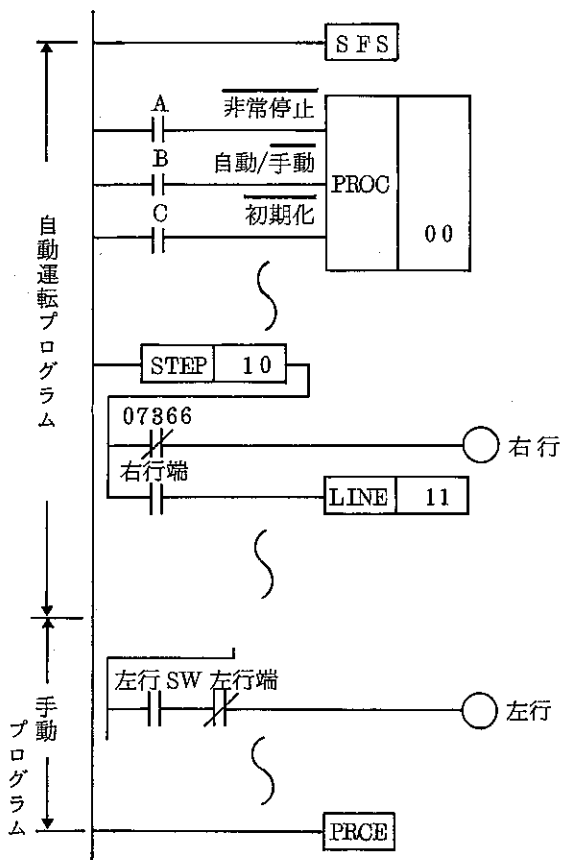 SFS
A
非常停止
B
自動/手動
PROC
C
初期化
00
自動運転プログラム
STEP 10
07366
右行
右行端
LINE 11
左行 SW 左行端
左行
手動
プログラム
PRCE